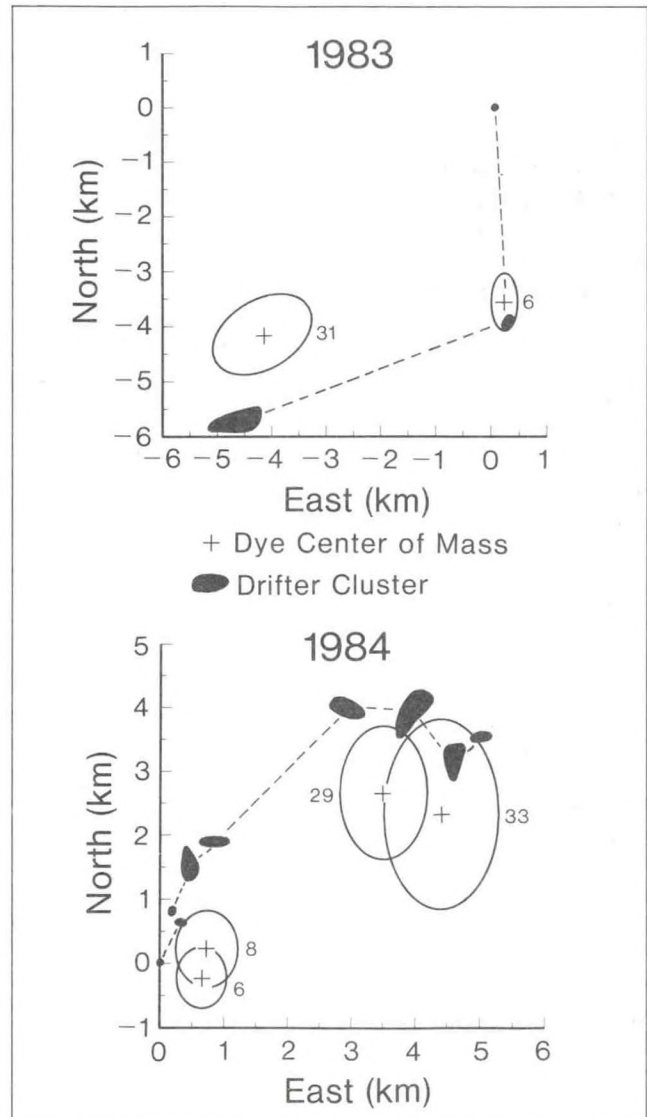 1983
1
0
−1
−2
−3
−4
−5
−6
North (km)
6
31
−6 −5 −4 −3 −2 −1 0 1
East (km)
+ Dye Center of Mass
Drifter Cluster
1984
5
4
3
2
1
0
−1
North (km)
29
33
8
6
0 1 2 3 4 5 6
East (km)